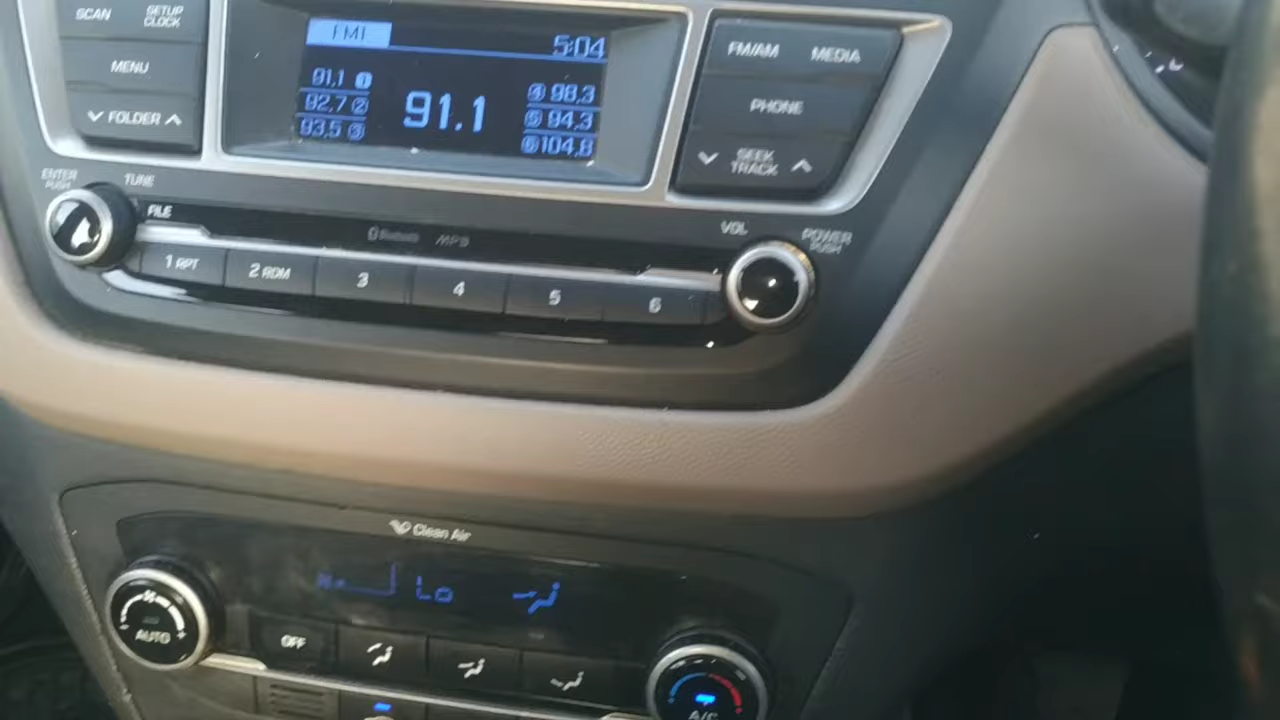 SCAN
SETUP
CLOCK
MENU
FOLDER
FM1
5:04
91.1 1
92.7 2
93.5 3
91.1
4 98.3
5 94.3
6 104.8
FM/AM
MEDIA
PHONE
SEEK
TRACK
ENTER
PUSH
TUNE
FILE
Bluetooth
MP3
VOL
POWER
PUSH
1 RPT
2 RDM
3
4
5
6
Clean Air
Lo
AUTO
OFF
A/C